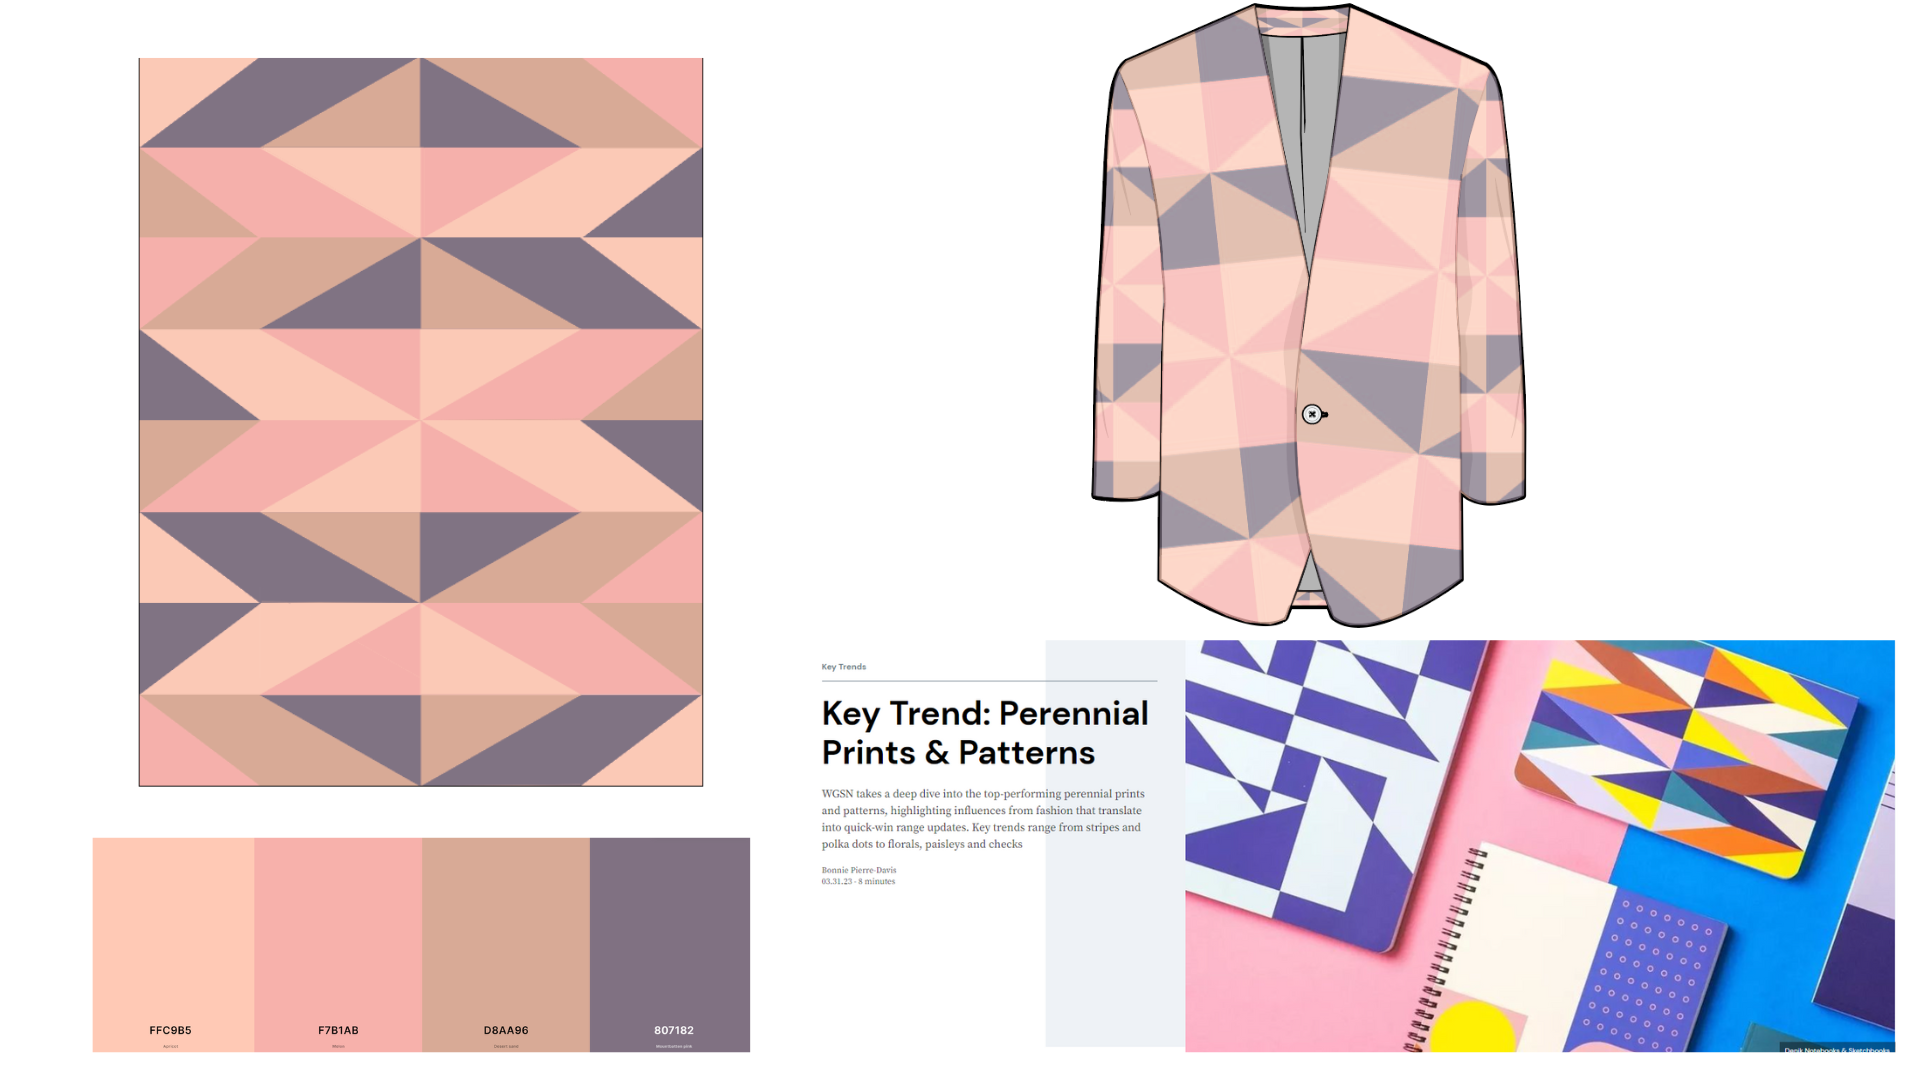 Key Trends
Key Trend: Perennial
Prints & Patterns
WGSN takes a deep dive into the top-performing perennial prints
and patterns, highlighting influences from fashion that translate
into quick-win range updates. Key trends range from stripes and
polka dots to florals, paisleys and checks
Bonnie Pierre-Davis
03.31.23 · 8 minutes
Denik Notebooks & Sketchbooks
FFC9B5
Apricot
F7B1AB
Melon
D8AA96
Desert sand
807182